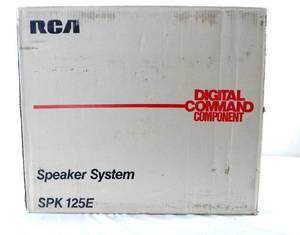 RCA
DIGITAL
COMMAND
COMPONENT
Speaker System
SPK 125E